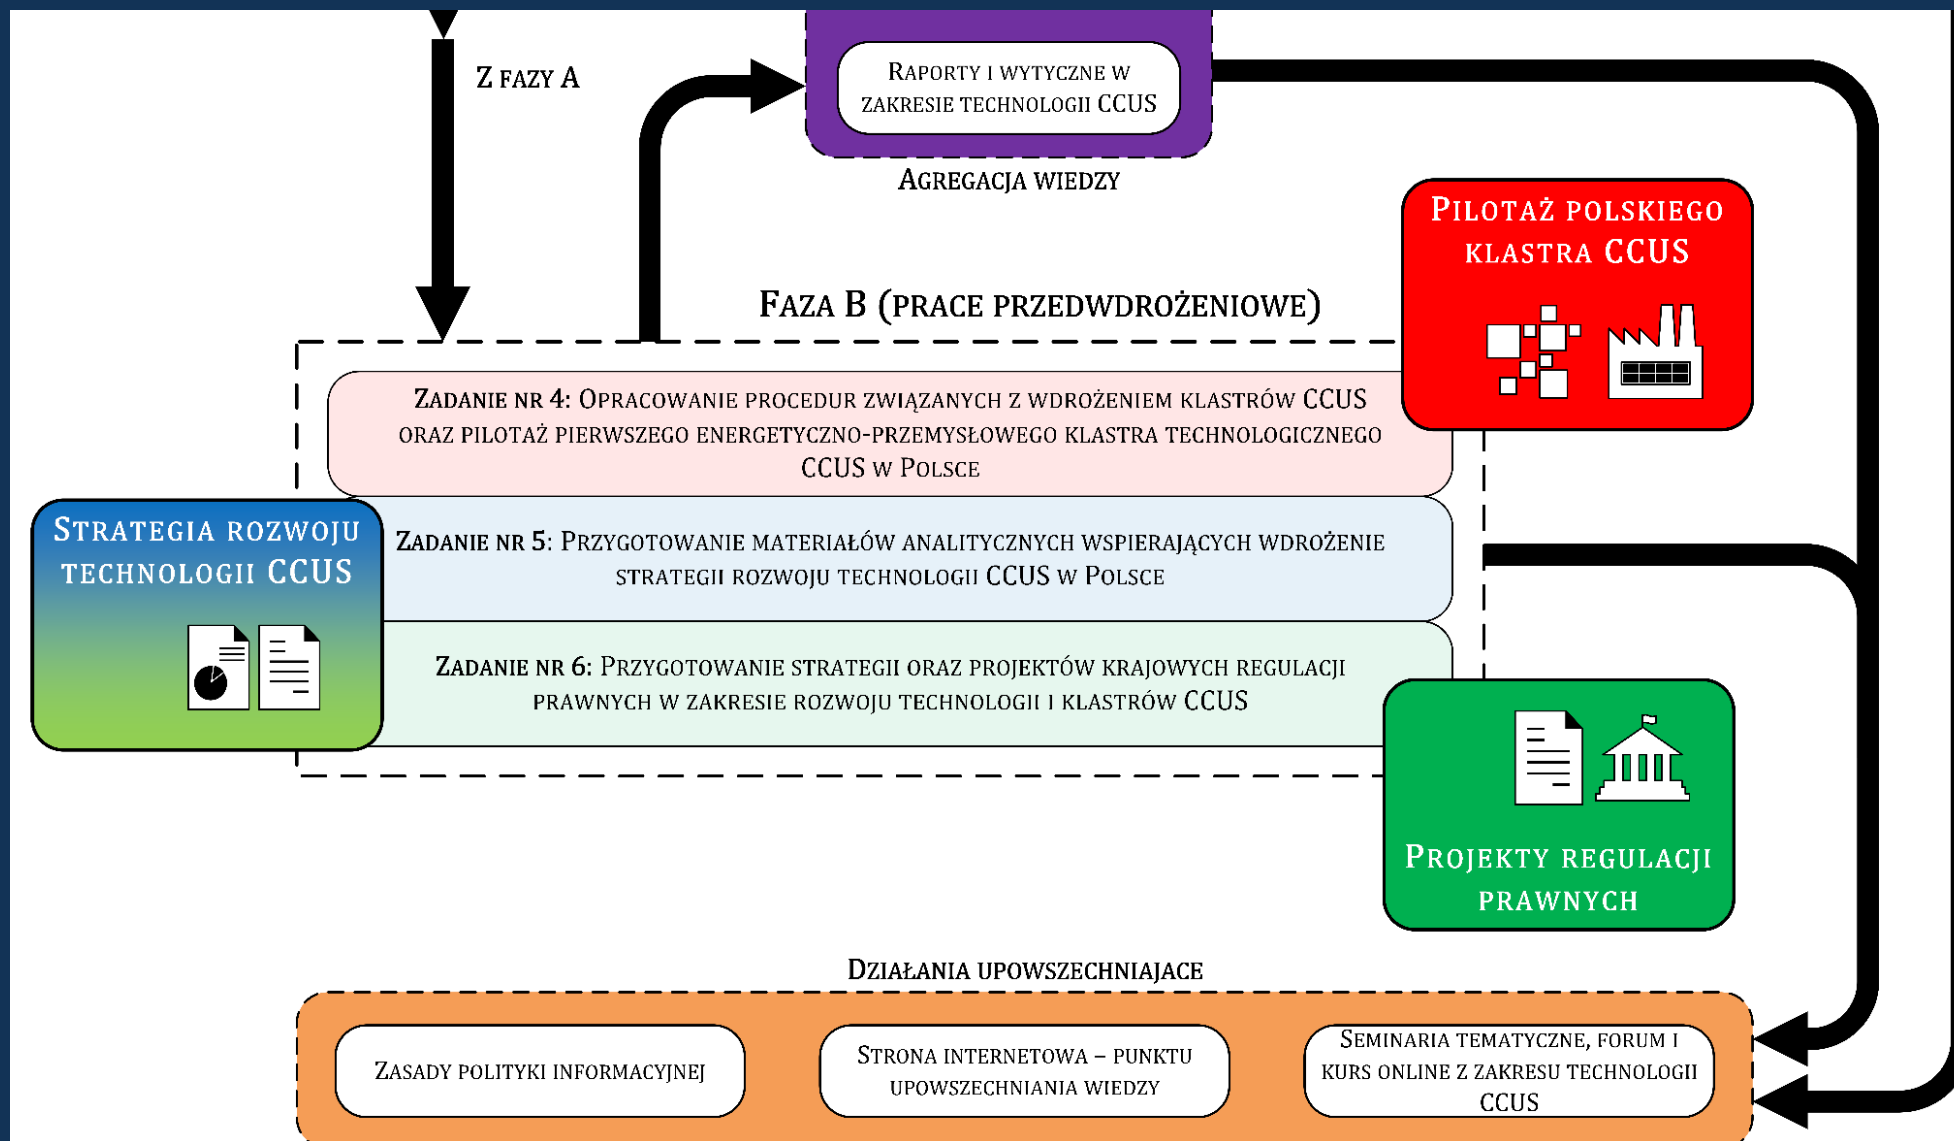 Z fazy A
Raporty i wytyczne w
zakresie technologii CCUS
Agregacja wiedzy
Pilotaż polskiego
klastra CCUS
Faza B (prace przedwdrożeniowe)
Zadanie nr 4: Opracowanie procedur związanych z wdrożeniem klastrów CCUS
oraz pilotaż pierwszego energetyczno-przemysłowego klastra technologicznego
CCUS w Polsce
Strategia rozwoju
technologii CCUS
Zadanie nr 5: Przygotowanie materiałów analitycznych wspierających wdrożenie
strategii rozwoju technologii CCUS w Polsce
Zadanie nr 6: Przygotowanie strategii oraz projektów krajowych regulacji
prawnych w zakresie rozwoju technologii i klastrów CCUS
Projekty regulacji
prawnych
Działania upowszechniajace
Zasady polityki informacyjnej
Strona internetowa – punktu
upowszechniania wiedzy
Seminaria tematyczne, forum i
kurs online z zakresu technologii
CCUS